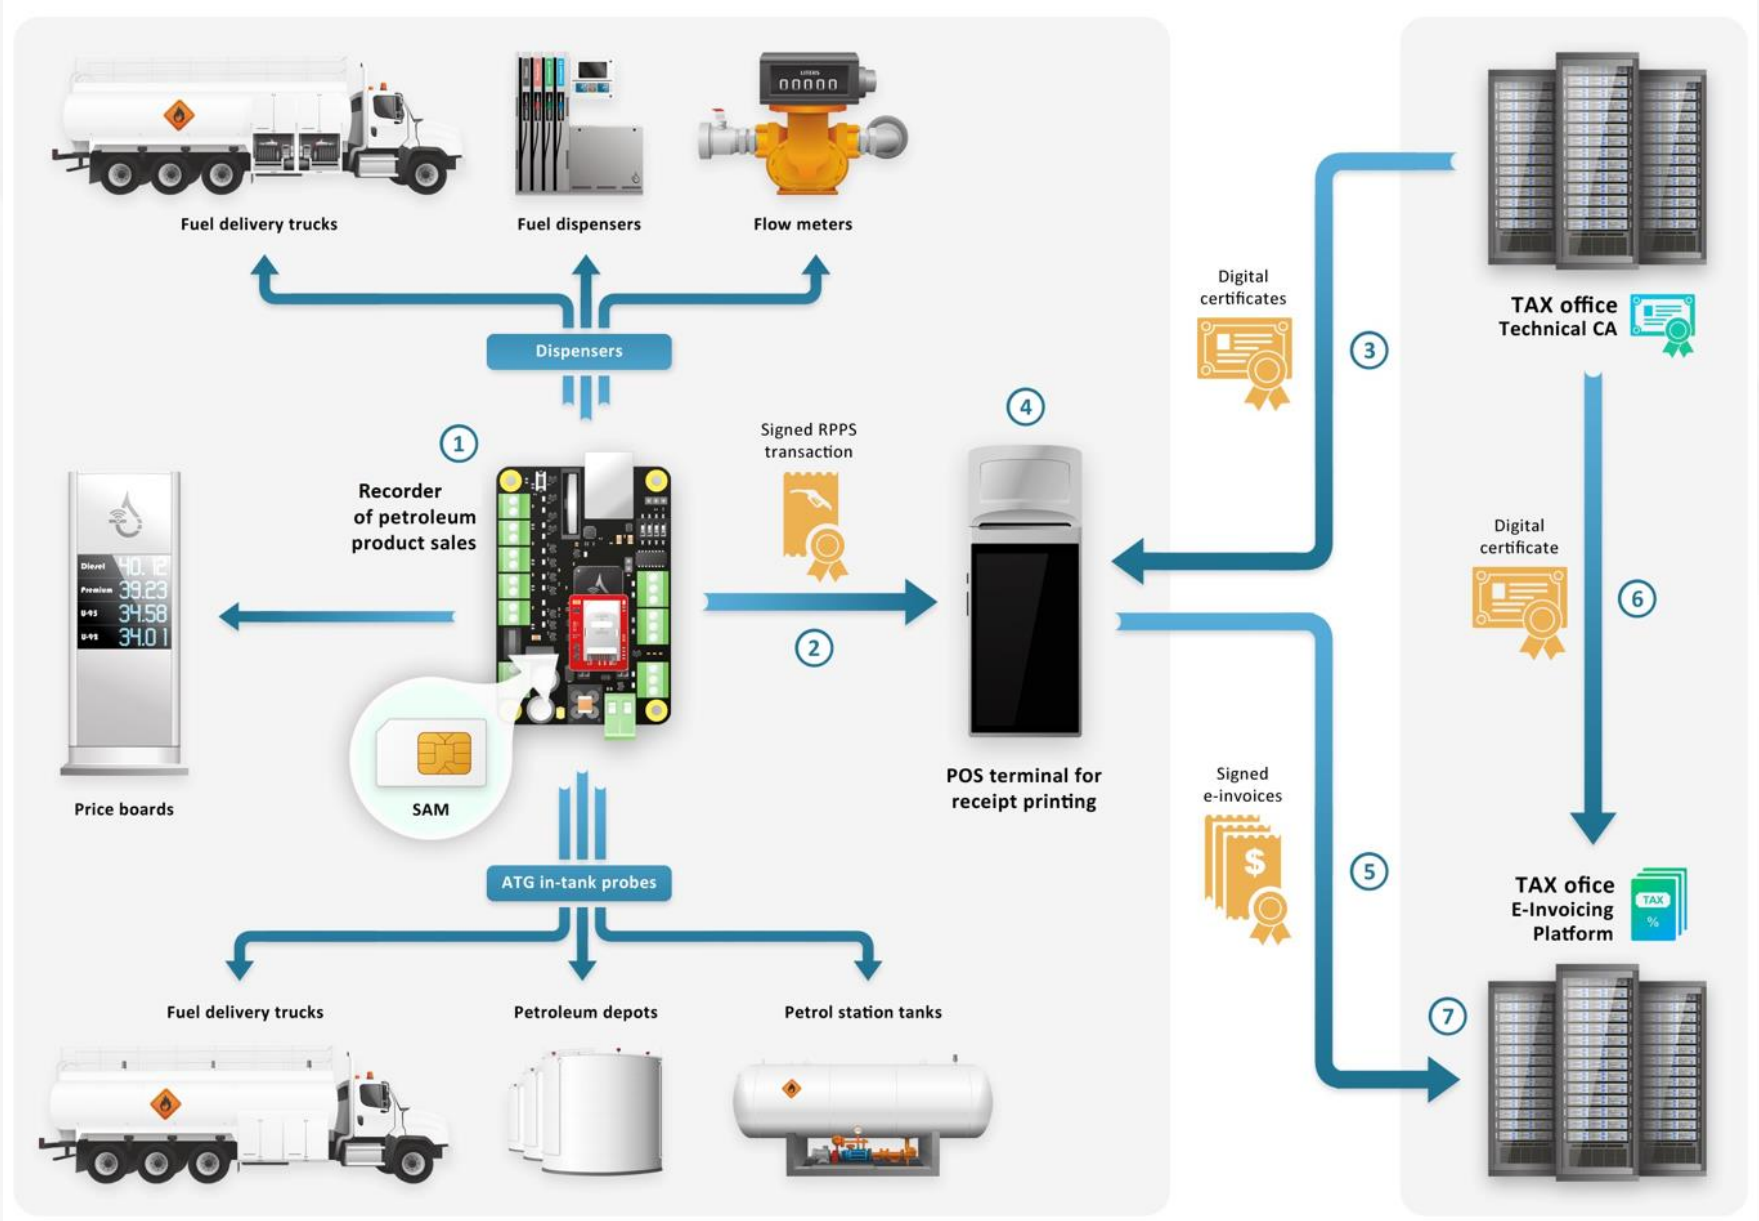 LITERS
00000
Fuel delivery trucks
Fuel dispensers
Flow meters
Dispensers
Digital
certificates
3
TAX office
Technical CA
1
Recorder
of petroleum
product sales
Signed RPPS
transaction
2
4
Diesel 40.12
Premium 39.23
U-95 34.58
U-92 34.01
Price boards
SAM
POS terminal for
receipt printing
Digital
certificate
6
Signed
e-invoices
$
5
ATG in-tank probes
TAX ofice
E-Invoicing
Platform
TAX
%
7
Fuel delivery trucks
Petroleum depots
Petrol station tanks